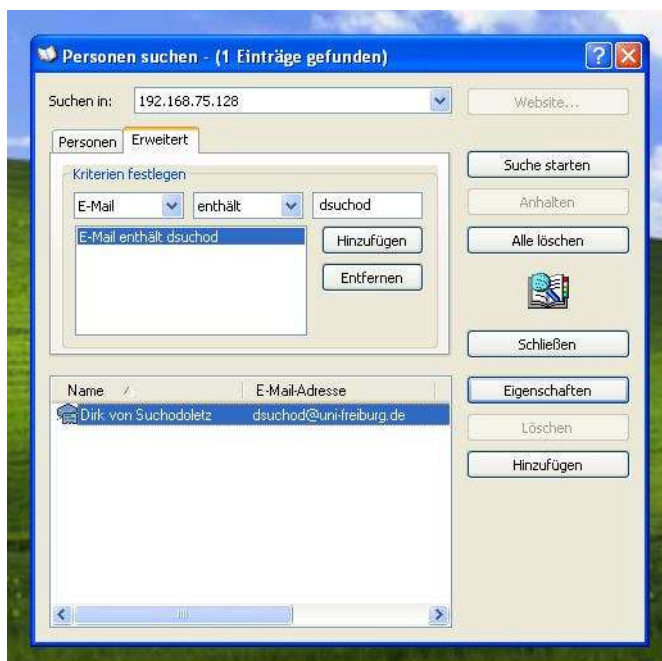 Personen suchen - (1 Einträge gefunden)
Suchen in: 192.168.75.128
Website...
Personen Erweitert
Kriterien festlegen
E-Mail enthält dsuchod
E-Mail enthält dsuchod
Hinzufügen
Entfernen
Suche starten
Anhalten
Alle löschen
Schließen
Name E-Mail-Adresse
Dirk von Suchodoletz dsuchod@uni-freiburg.de
Eigenschaften
Löschen
Hinzufügen